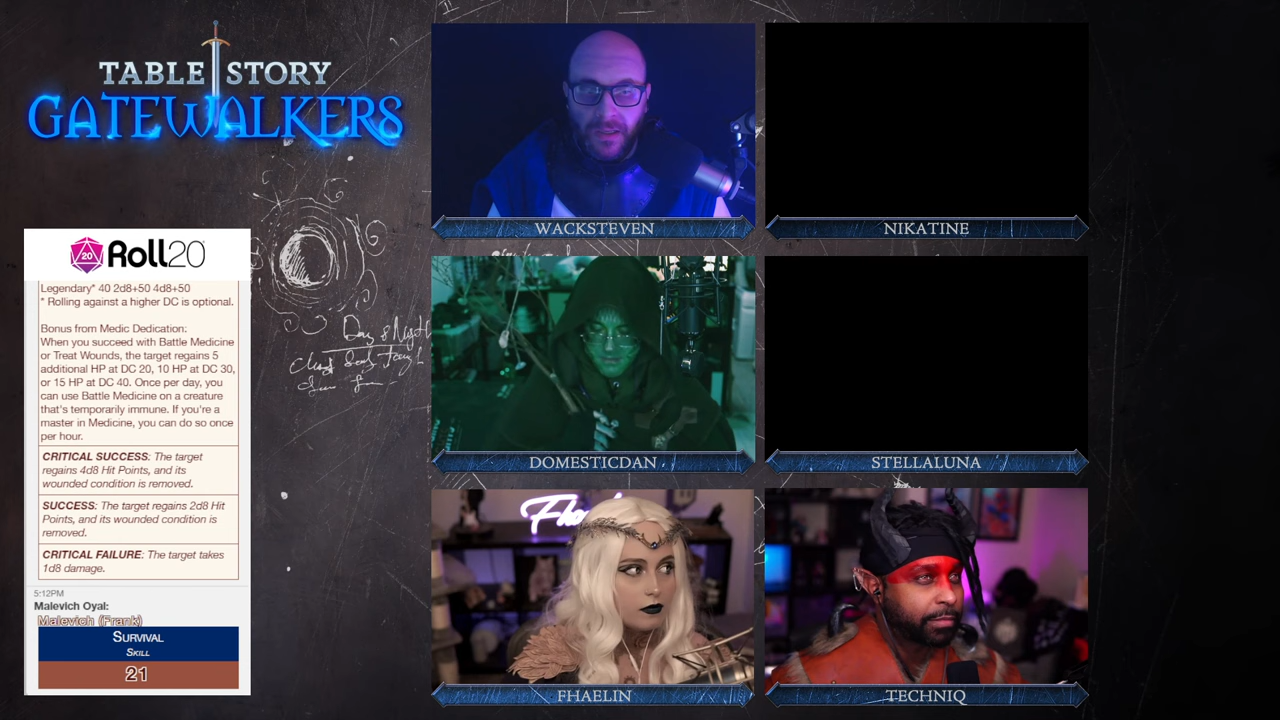 TABLE STORY
GATEWALKERS
WACKSTEVEN
NIKATINE
20
Roll20
Legendary* 40 2d8+50 4d8+50
* Rolling against a higher DC is optional.
Bonus from Medic Dedication:
When you succeed with Battle Medicine
or Treat Wounds, the target regains 5
additional HP at DC 20, 10 HP at DC 30,
or 15 HP at DC 40. Once per day, you
can use Battle Medicine on a creature
that's temporarily immune. If you're a
master in Medicine, you can do so once
per hour.
CRITICAL SUCCESS: The target
regains 4d8 Hit Points, and its
wounded condition is removed.
SUCCESS: The target regains 2d8 Hit
Points, and its wounded condition is
removed.
CRITICAL FAILURE: The target takes
1d8 damage.
5:12PM
Malevich Oyal:
Malevich (Frank)
SURVIVAL
SKILL
21
Day & Night
DOMESTICDAN
STELLALUNA
FHAELIN
TECHNIQ